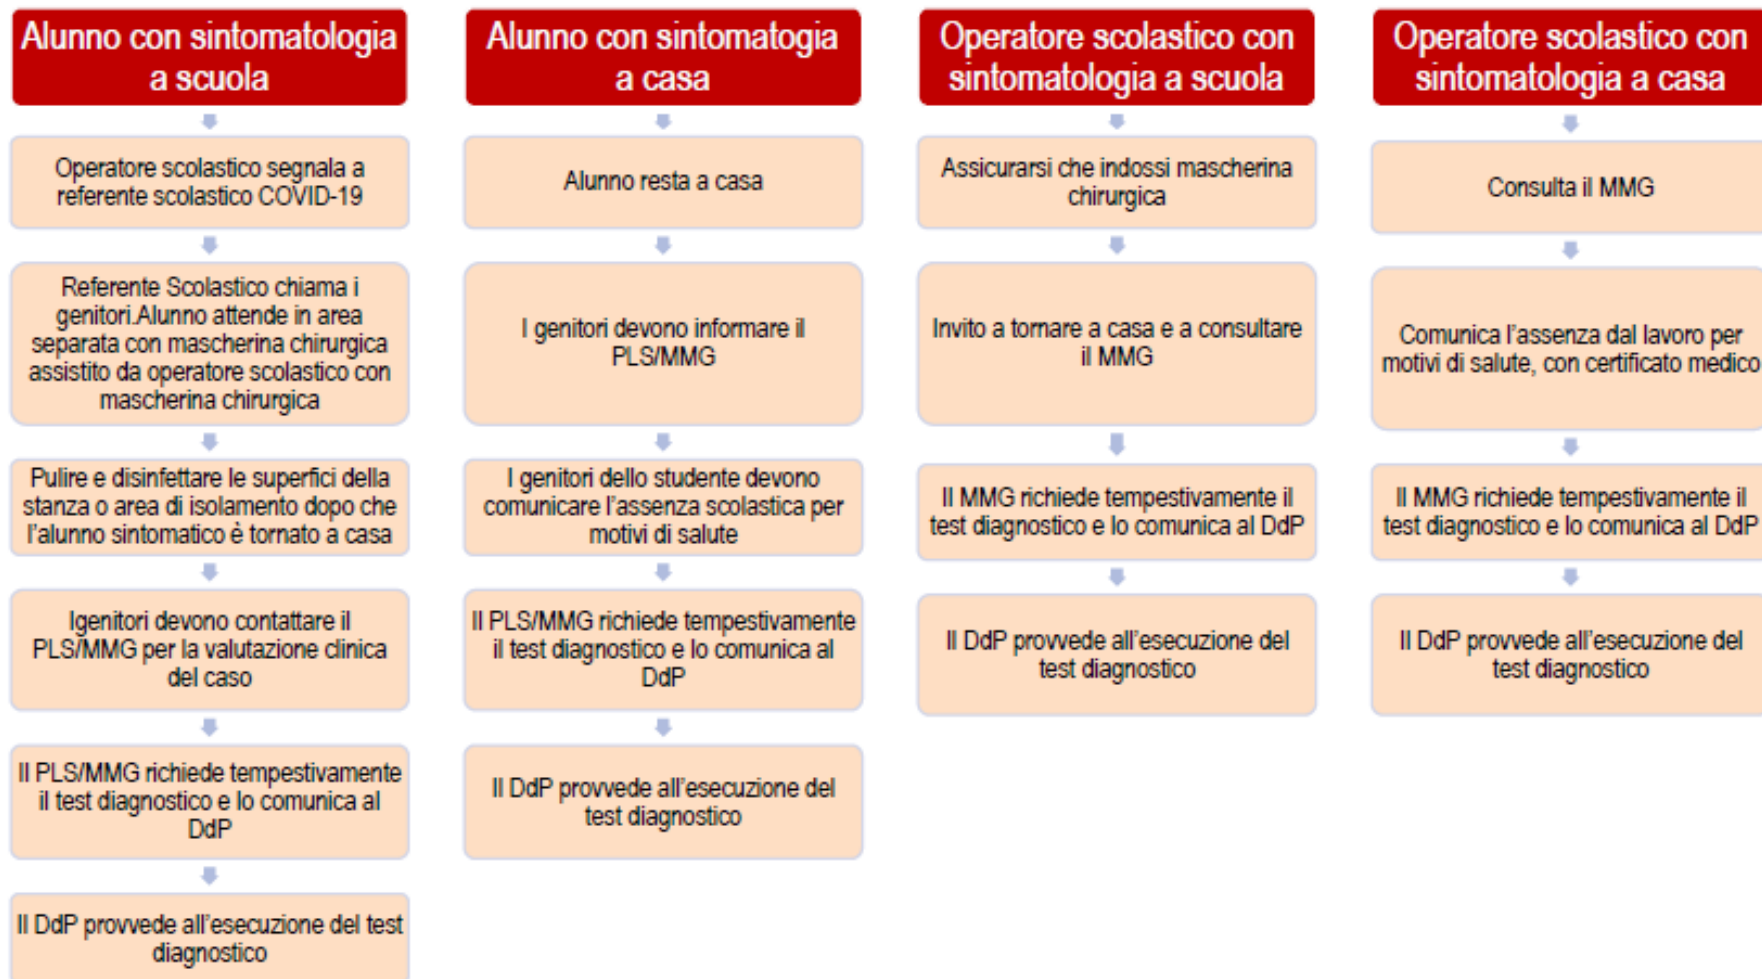 Alunno con sintomatologia
a scuola
Operatore scolastico segnala a
referente scolastico COVID-19
Referente Scolastico chiama i
genitori.Alunno attende in area
separata con mascherina chirurgica
assistito da operatore scolastico con
mascherina chirurgica
Pulire e disinfettare le superfici della
stanza o area di isolamento dopo che
l'alunno sintomatico è tornato a casa
Igenitori devono contattare il
PLS/MMG per la valutazione clinica
del caso
Il PLS/MMG richiede tempestivamente
il test diagnostico e lo comunica al
DdP
Il DdP provvede all'esecuzione del test
diagnostico
Alunno con sintomatogia
a casa
Alunno resta a casa
I genitori devono informare il
PLS/MMG
I genitori dello studente devono
comunicare l'assenza scolastica per
motivi di salute
Il PLS/MMG richiede tempestivamente
il test diagnostico e lo comunica al
DdP
Il DdP provvede all'esecuzione del
test diagnostico
Operatore scolastico con
sintomatologia a scuola
Assicurarsi che indossi mascherina
chirurgica
Invito a tornare a casa e a consultare
il MMG
Il MMG richiede tempestivamente il
test diagnostico e lo comunica al DdP
Il DdP provvede all'esecuzione del
test diagnostico
Operatore scolastico con
sintomatologia a casa
Consulta il MMG
Comunica l'assenza dal lavoro per
motivi di salute, con certificato medico
Il MMG richiede tempestivamente il
test diagnostico e lo comunica al DdP
Il DdP provvede all'esecuzione del
test diagnostico